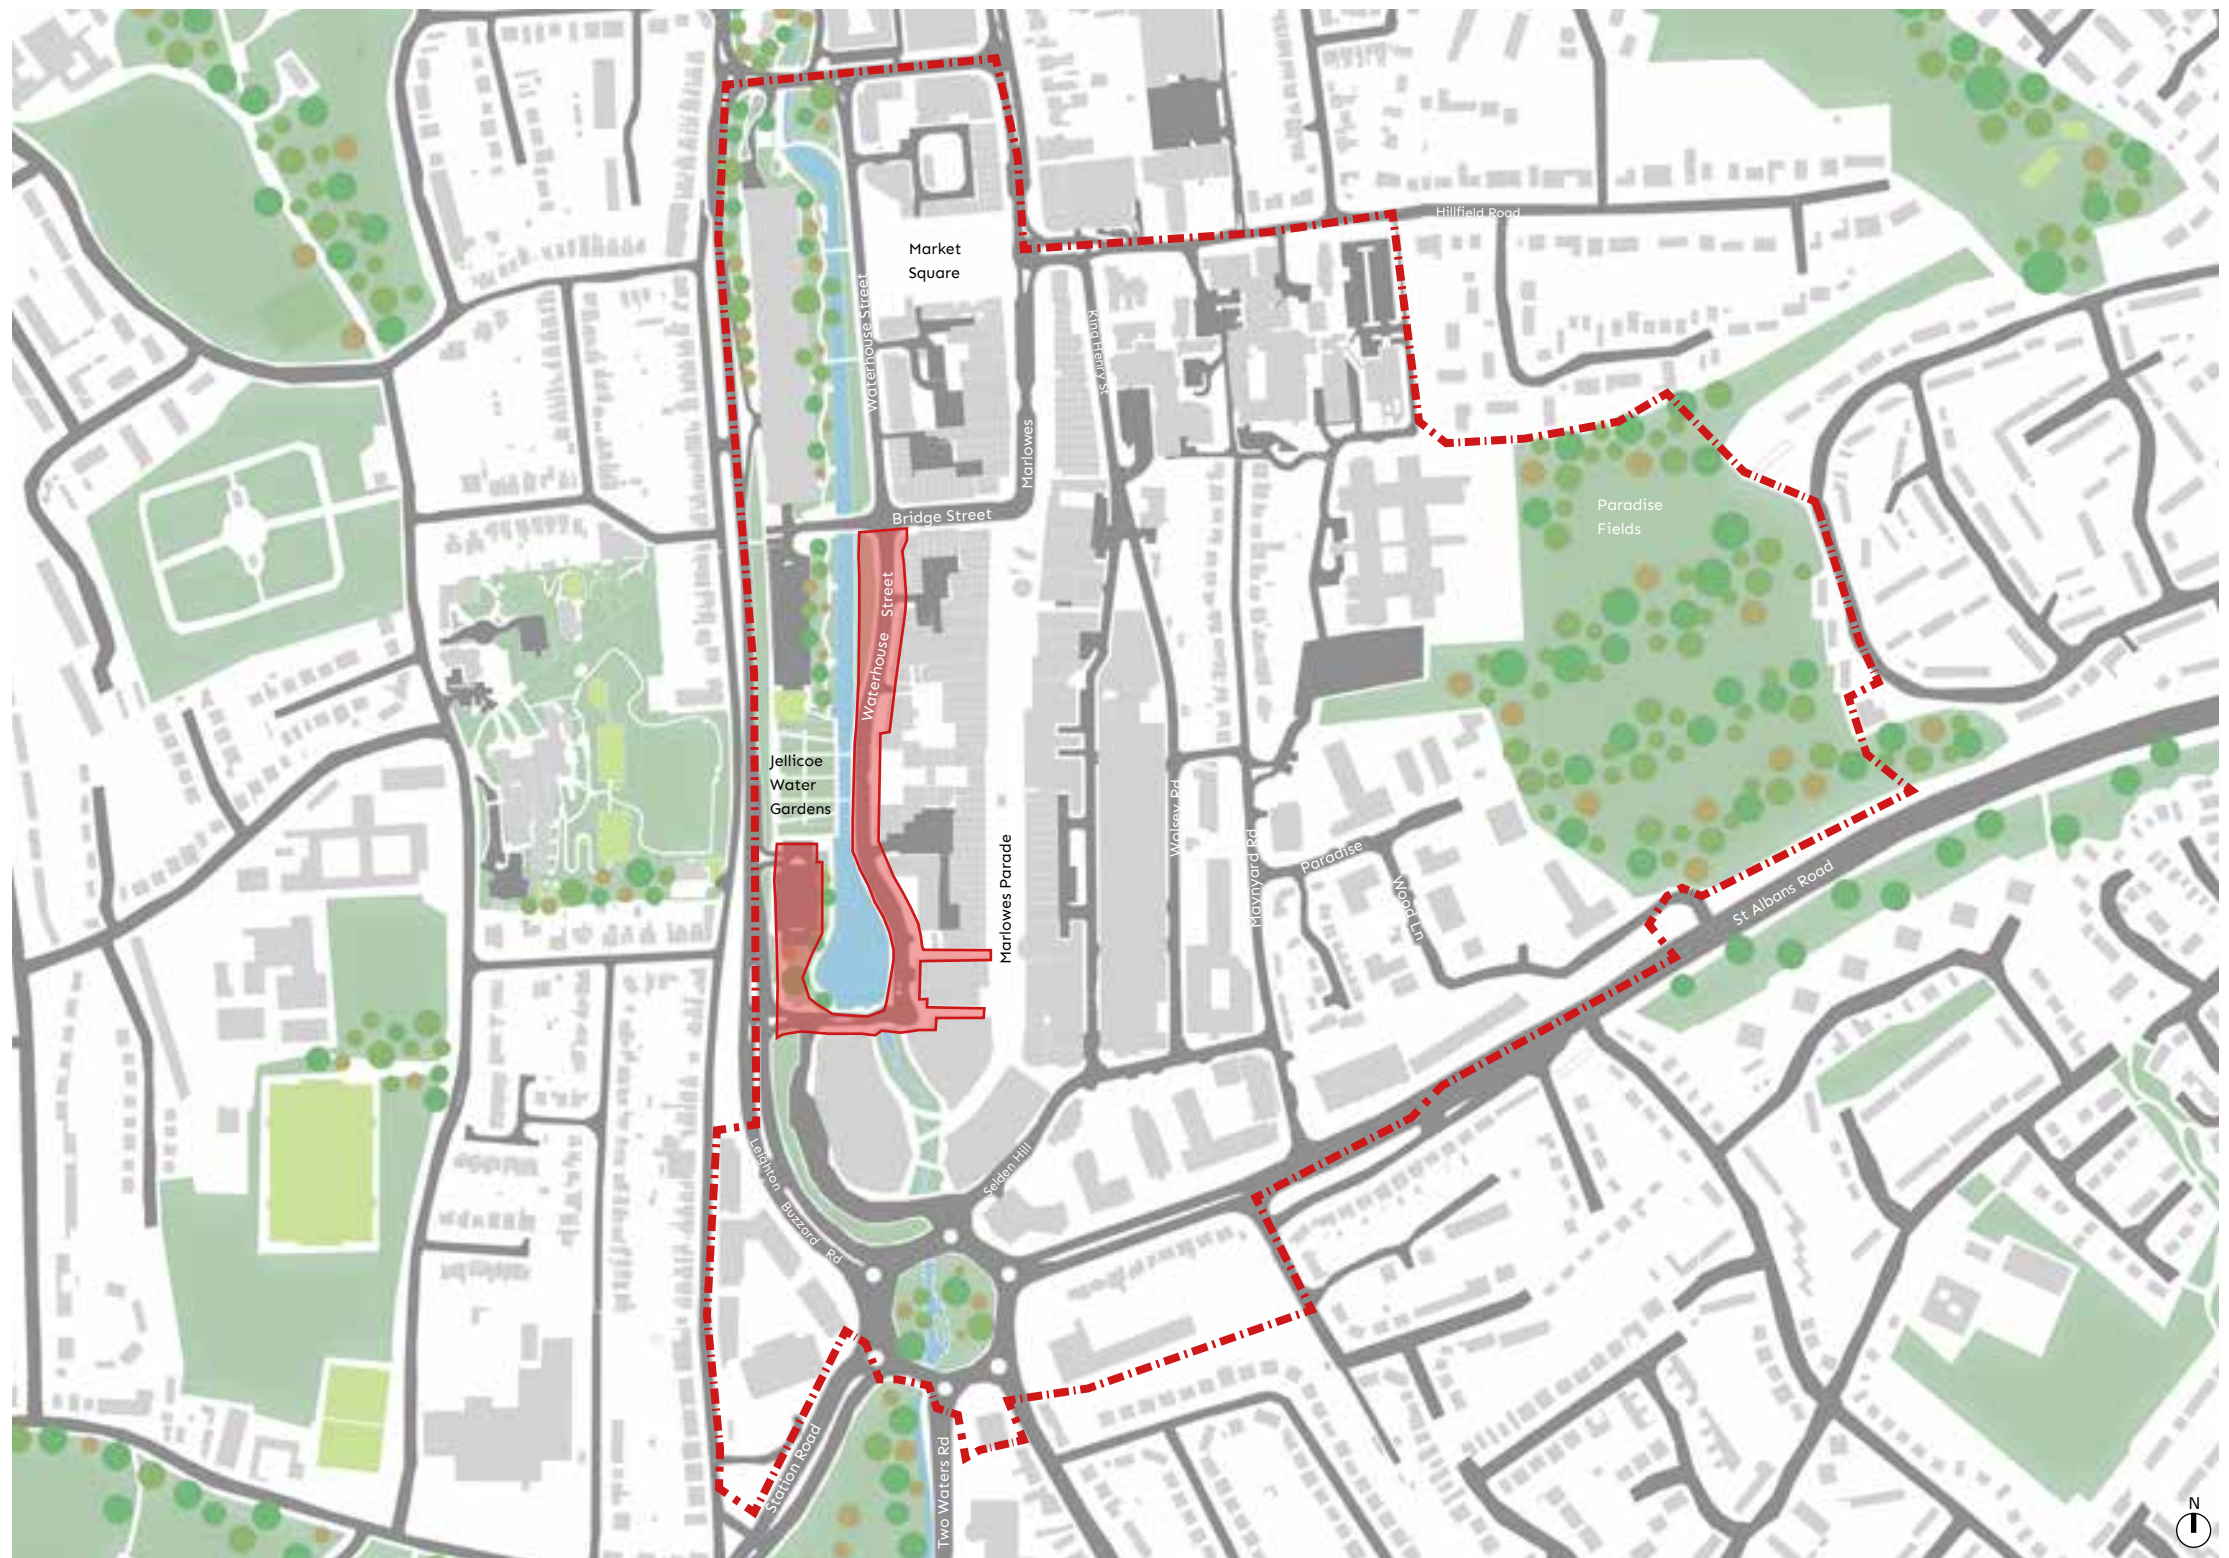 Hillfield Road
Market
Square
Waterhouse Street
King Henry St
Marlowes
Paradise
Fields
Bridge Street
Waterhouse Street
Jellicoe
Water
Gardens
Marlowes Parade
Wolsey Rd
Maynyard Rd
Paradise
Wood Ln
St Albans Road
Leighton Buzzard Rd
Selden Hill
Station Road
Two Waters Rd
N